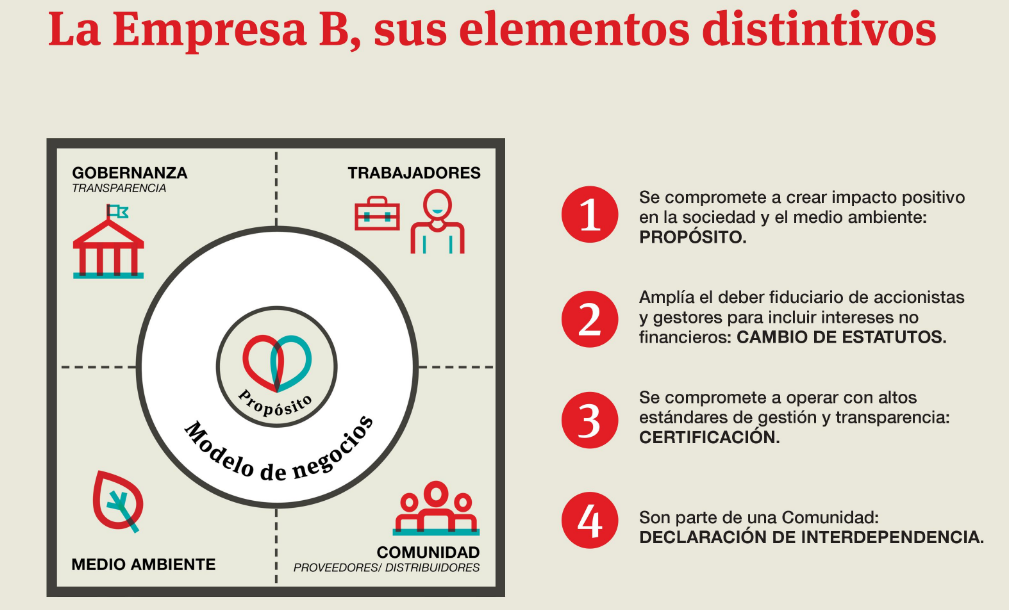 La Empresa B, sus elementos distintivos
GOBERNANZA
TRANSPARENCIA
TRABAJADORES
Propósito
Modelo de negocios
MEDIO AMBIENTE
COMUNIDAD
PROVEEDORES/ DISTRIBUIDORES
1
Se compromete a crear impacto positivo
en la sociedad y el medio ambiente:
PROPÓSITO.
2
Amplía el deber fiduciario de accionistas
y gestores para incluir intereses no
financieros: CAMBIO DE ESTATUTOS.
3
Se compromete a operar con altos
estándares de gestión y transparencia:
CERTIFICACIÓN.
4
Son parte de una Comunidad:
DECLARACIÓN DE INTERDEPENDENCIA.